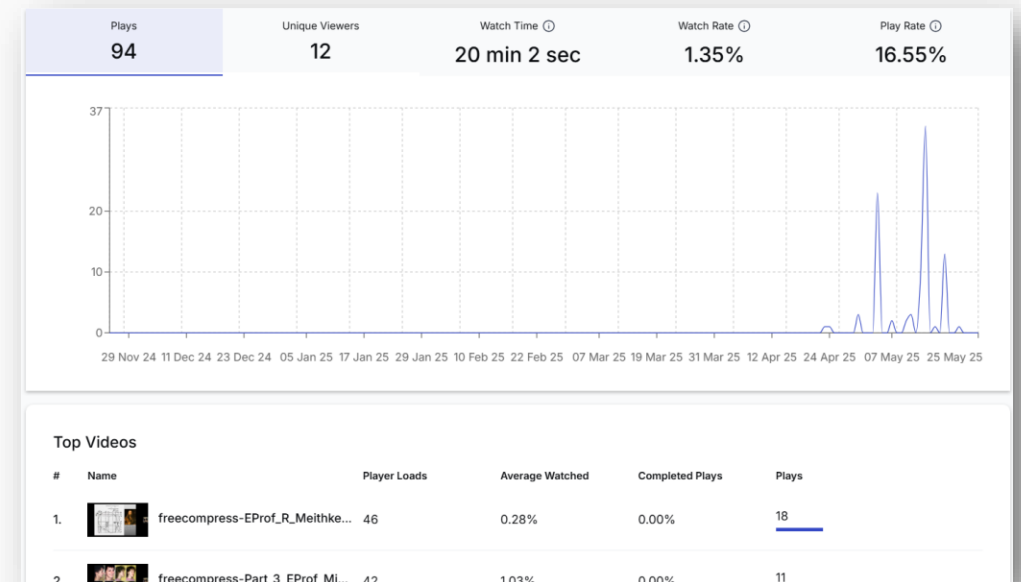 Plays Unique Viewers Watch Time Watch Rate Play Rate
94 12 20 min 2 sec 1.35% 16.55%
37
20
10
0
29 Nov 24 11 Dec 24 23 Dec 24 05 Jan 25 17 Jan 25 29 Jan 25 10 Feb 25 22 Feb 25 07 Mar 25 19 Mar 25 31 Mar 25 12 Apr 25 24 Apr 25 07 May 25 25 May 25
Top Videos
# Name Player Loads Average Watched Completed Plays Plays
1. freecompress-EProf_R_Meithke... 46 0.28% 0.00% 18
2. freecompress-Part_3_EProf_Mi... 42 1.03% 0.00% 11